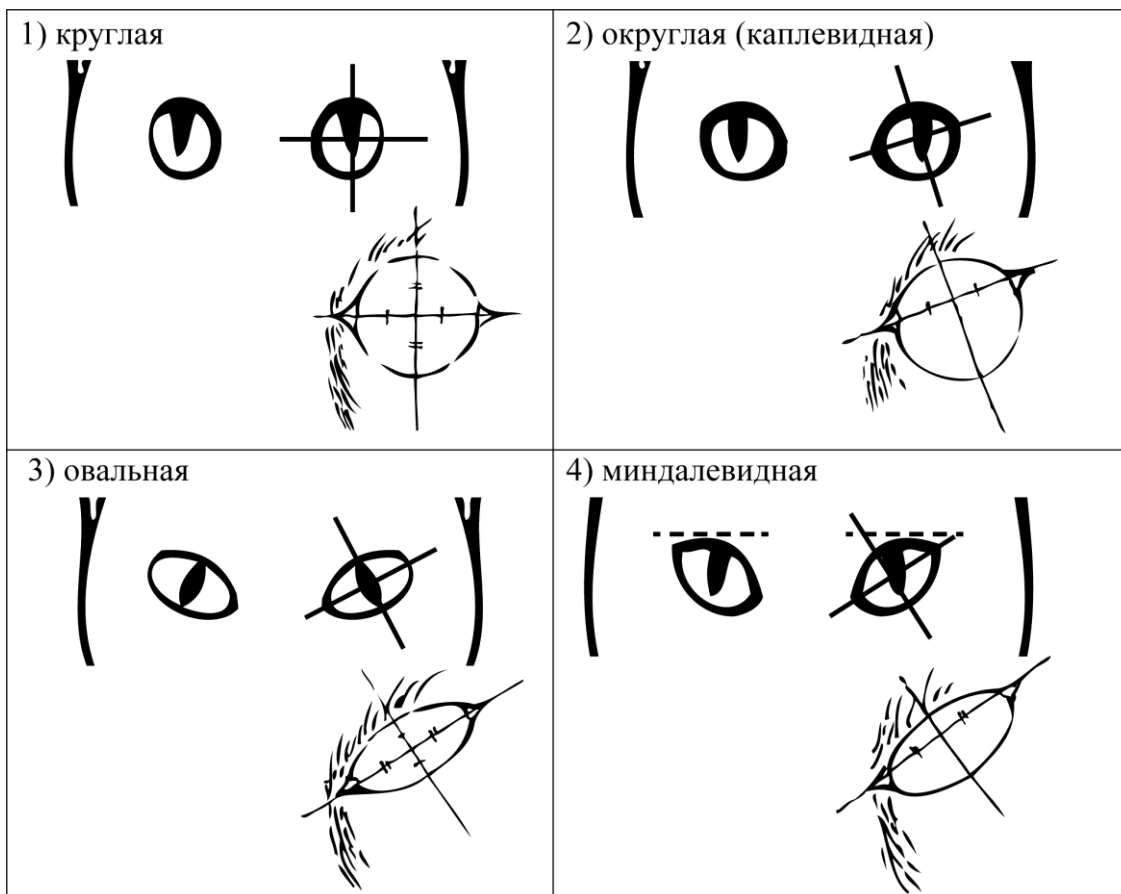 1) круглая
2) округлая (каплевидная)
3) овальная
4) миндалевидная